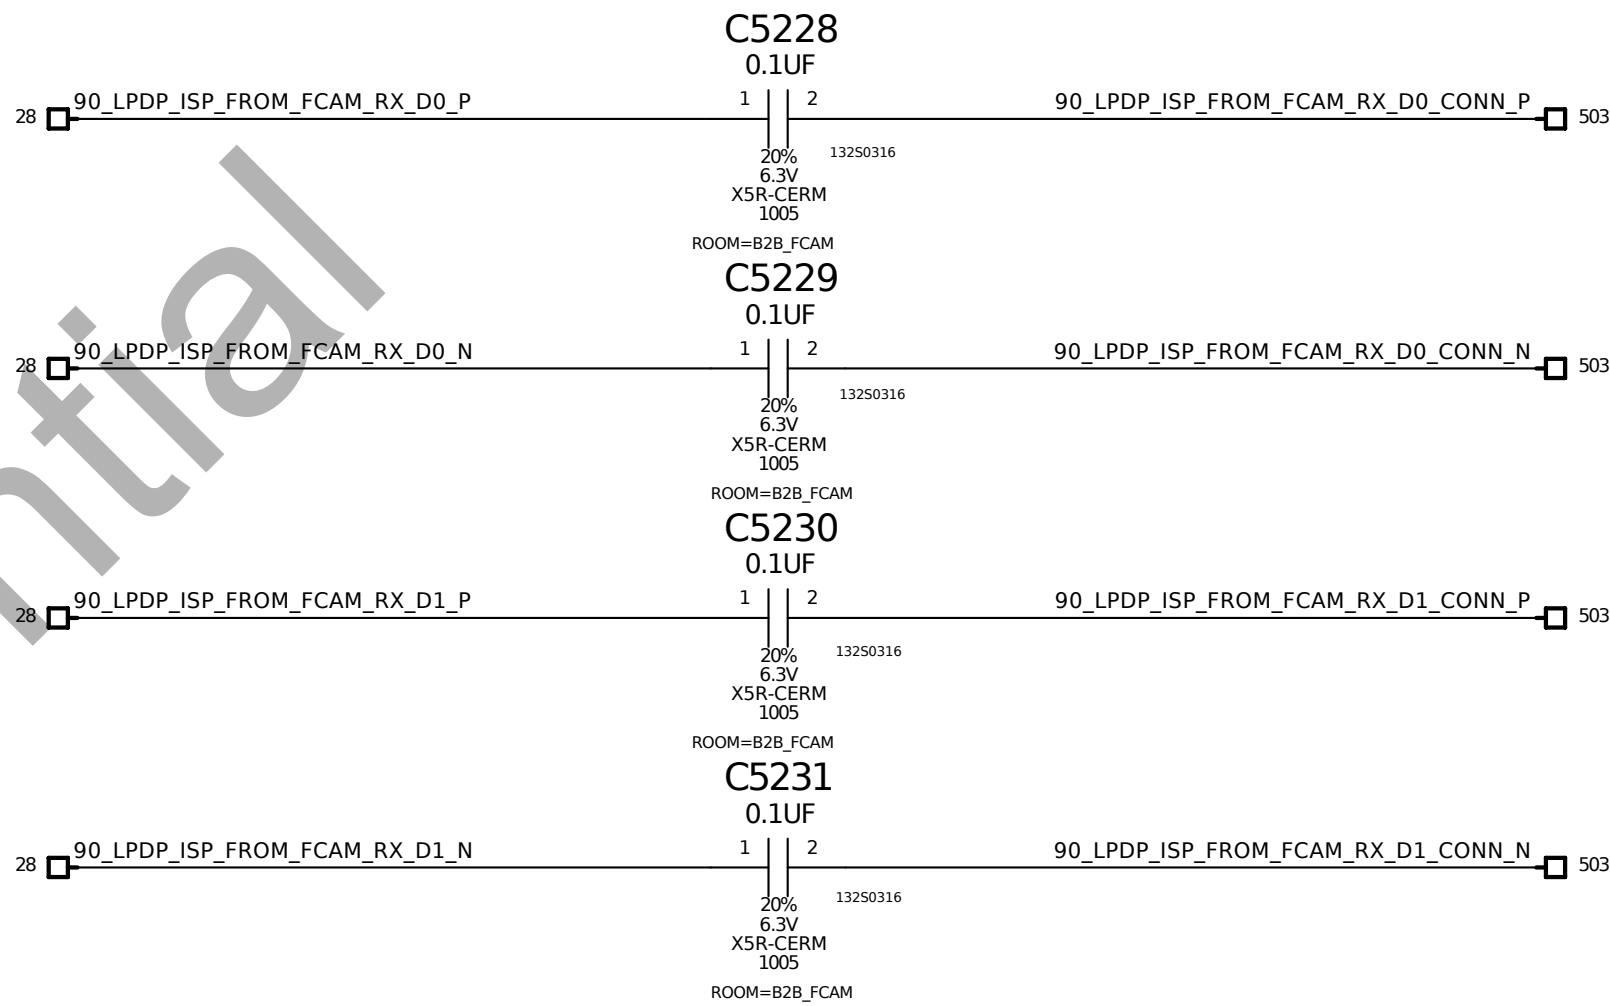 C5228
0.1UF
28 90_LPDP_ISP_FROM_FCAM_RX_D0_P 1 2 90_LPDP_ISP_FROM_FCAM_RX_D0_CONN_P 503
20% 132S0316
6.3V
X5R-CERM
1005
ROOM=B2B_FCAM
C5229
0.1UF
28 90_LPDP_ISP_FROM_FCAM_RX_D0_N 1 2 90_LPDP_ISP_FROM_FCAM_RX_D0_CONN_N 503
20% 132S0316
6.3V
X5R-CERM
1005
ROOM=B2B_FCAM
C5230
0.1UF
28 90_LPDP_ISP_FROM_FCAM_RX_D1_P 1 2 90_LPDP_ISP_FROM_FCAM_RX_D1_CONN_P 503
20% 132S0316
6.3V
X5R-CERM
1005
ROOM=B2B_FCAM
C5231
0.1UF
28 90_LPDP_ISP_FROM_FCAM_RX_D1_N 1 2 90_LPDP_ISP_FROM_FCAM_RX_D1_CONN_N 503
20% 132S0316
6.3V
X5R-CERM
1005
ROOM=B2B_FCAM
ntial